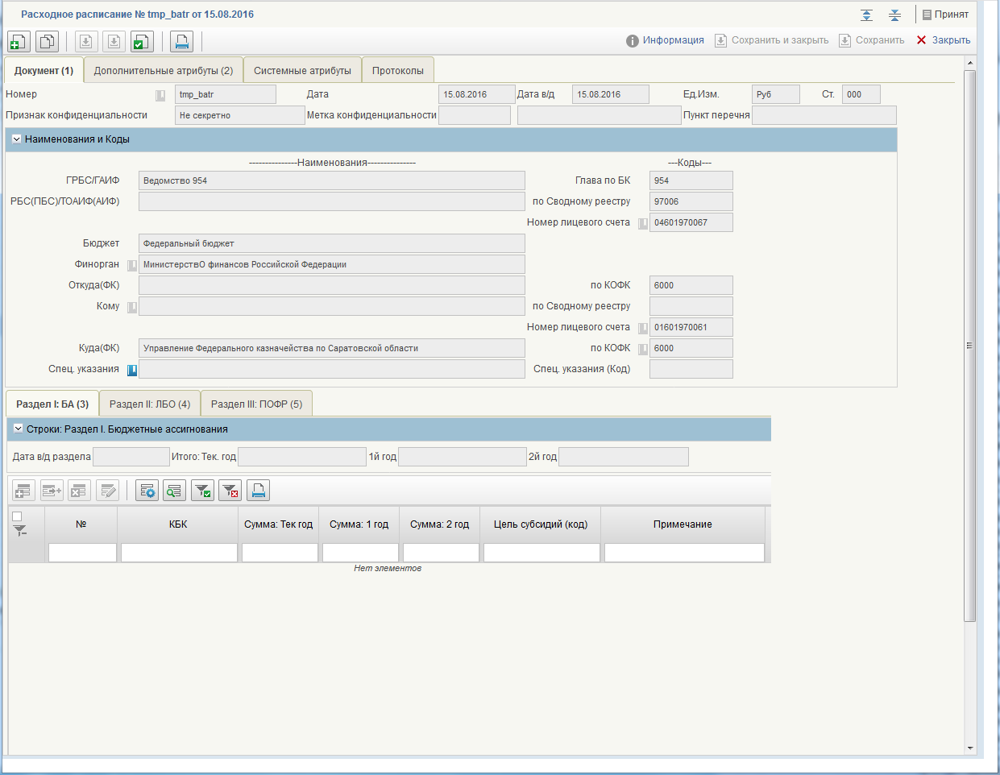 Расходное расписание № tmp_batr от 15.08.2016
Принят
Информация Сохранить и закрыть Сохранить Закрыть
Документ (1) Дополнительные атрибуты (2) Системные атрибуты Протоколы
Номер tmp_batr Дата 15.08.2016 Дата в/д 15.08.2016 Ед.Изм. Руб Ст. 000
Признак конфиденциальности Не секретно Метка конфиденциальности Пункт перечня
Наименования и Коды
---------------Наименования--------------- ---Коды---
ГРБС/ГАИФ Ведомство 954 Глава по БК 954
РБС(ПБС)/ТОАИФ(АИФ) по Сводному реестру 97006
Номер лицевого счета 04601970067
Бюджет Федеральный бюджет
Финорган МинистерствО финансов Российской Федерации
Откуда(ФК) по КОФК 6000
Кому по Сводному реестру
Номер лицевого счета 01601970061
Куда(ФК) Управление Федерального казначейства по Саратовской области по КОФК 6000
Спец. указания Спец. указания (Код)
Раздел I: БА (3) Раздел II: ЛБО (4) Раздел III: ПОФР (5)
Строки: Раздел I. Бюджетные ассигнования
Дата в/д раздела Итого: Тек. год 1й год 2й год
№ КБК Сумма: Тек год Сумма: 1 год Сумма: 2 год Цель субсидий (код) Примечание
Нет элементов